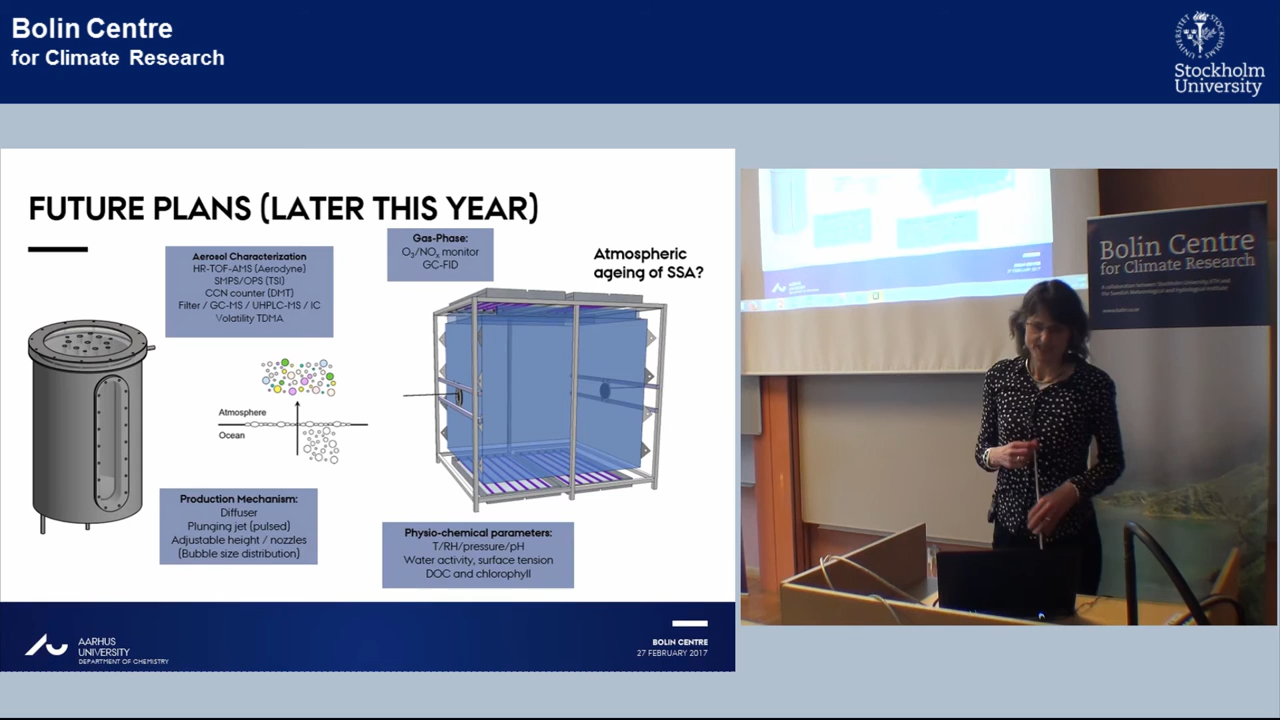 Bolin Centre
for Climate Research
Stockholm
University
FUTURE PLANS (LATER THIS YEAR)
Aerosol Characterization
HR-TOF-AMS (Aerodyne)
SMPS/OPS (TSI)
CCN counter (DMT)
Filter / GC-MS / UHPLC-MS / IC
Volatility TDMA
Gas-Phase:
O3/NOx monitor
GC-FID
Atmospheric
ageing of SSA?
Atmosphere
Ocean
Production Mechanism:
Diffuser
Plunging jet (pulsed)
Adjustable height / nozzles
(Bubble size distribution)
Physio-chemical parameters:
T/RH/pressure/pH
Water activity, surface tension
DOC and chlorophyll
AARHUS
UNIVERSITY
DEPARTMENT OF CHEMISTRY
BOLIN CENTRE
27 FEBRUARY 2017
Bolin Centre
for Climate Research